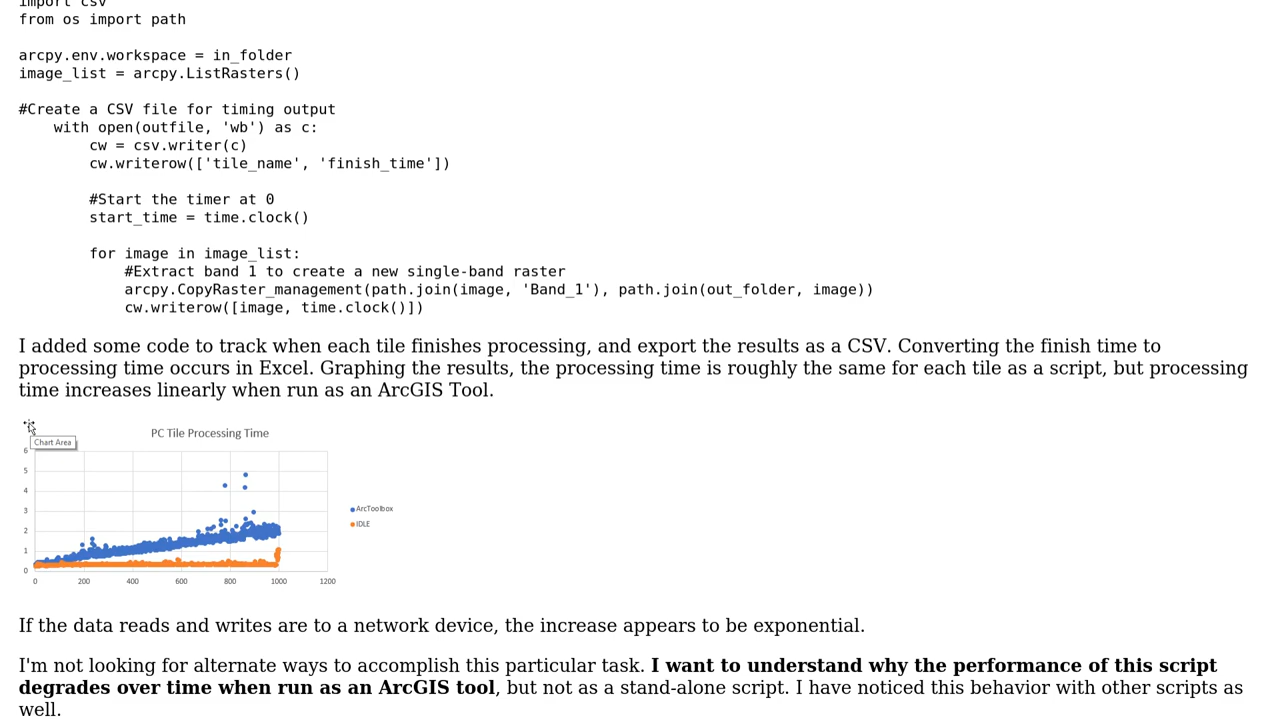 import csv
from os import path
arcpy.env.workspace = in_folder
image_list = arcpy.ListRasters()
#Create a CSV file for timing output
    with open(outfile, 'wb') as c:
        cw = csv.writer(c)
        cw.writerow(['tile_name', 'finish_time'])
        #Start the timer at 0
        start_time = time.clock()
        for image in image_list:
            #Extract band 1 to create a new single-band raster
            arcpy.CopyRaster_management(path.join(image, 'Band_1'), path.join(out_folder, image))
            cw.writerow([image, time.clock()])
I added some code to track when each tile finishes processing, and export the results as a CSV. Converting the finish time to
processing time occurs in Excel. Graphing the results, the processing time is roughly the same for each tile as a script, but processing
time increases linearly when run as an ArcGIS Tool.
PC Tile Processing Time
Chart Area
6
5
4
3
2
1
0
0 200 400 600 800 1000 1200
ArcToolbox
IDLE
If the data reads and writes are to a network device, the increase appears to be exponential.
I'm not looking for alternate ways to accomplish this particular task. I want to understand why the performance of this script
degrades over time when run as an ArcGIS tool, but not as a stand-alone script. I have noticed this behavior with other scripts as
well.